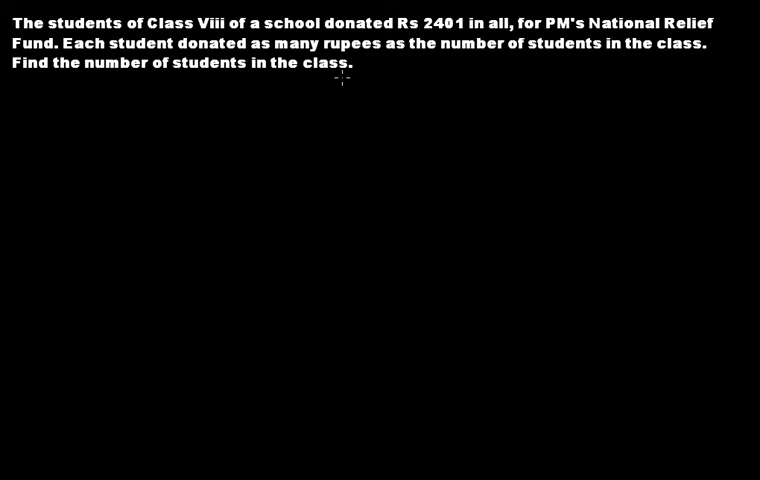 The students of Class Viii of a school donated Rs 2401 in all, for PM's National Relief
Fund. Each student donated as many rupees as the number of students in the class.
Find the number of students in the class.